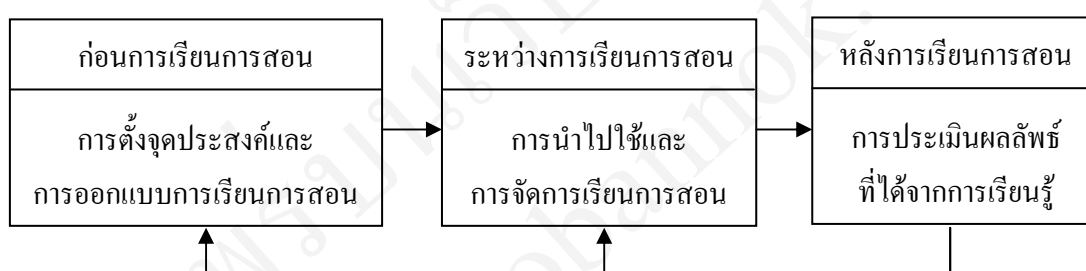 ก่อนการเรียนการสอน
การตั้งจุดประสงค์และ
การออกแบบการเรียนการสอน
ระหว่างการเรียนการสอน
การนำไปใช้และ
การจัดการเรียนการสอน
หลังการเรียนการสอน
การประเมินผลลัพธ์
ที่ได้จากการเรียนรู้